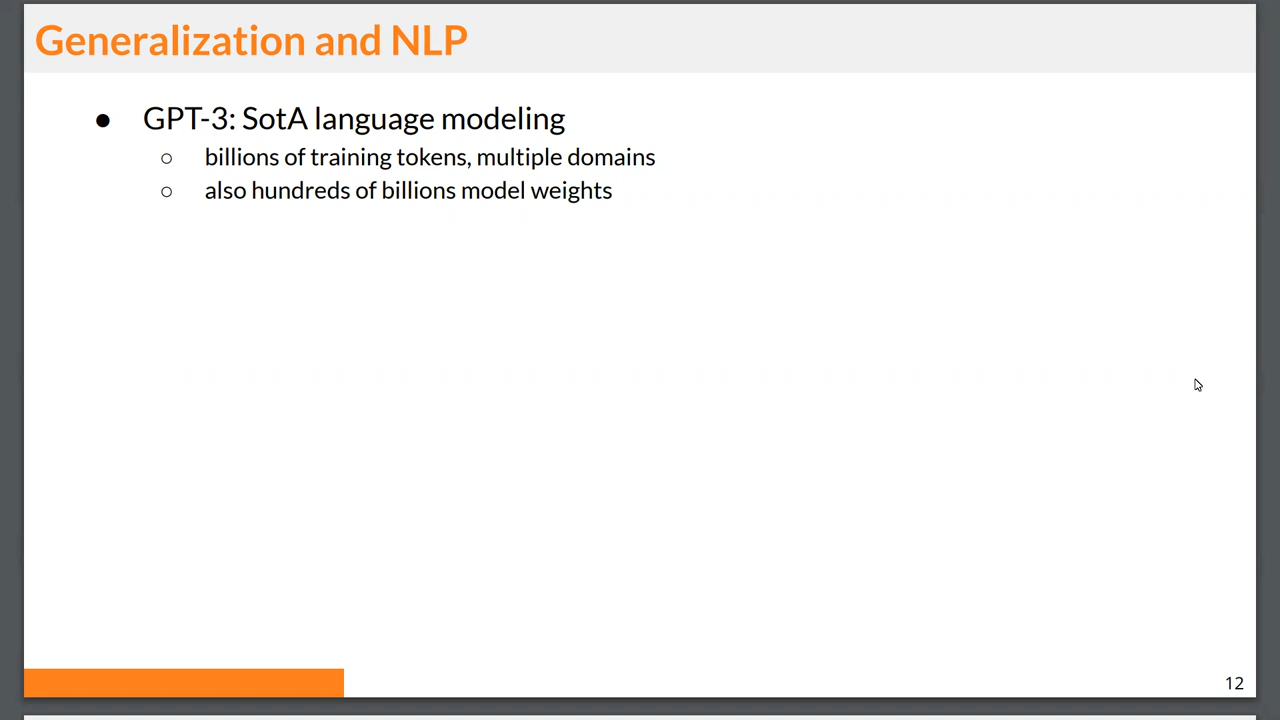 Generalization and NLP
● GPT-3: SotA language modeling
○ billions of training tokens, multiple domains
○ also hundreds of billions model weights
12